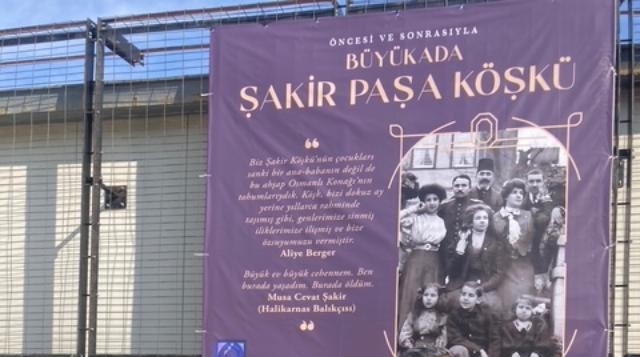 ÖNCESİ VE SONRASIYLA
BÜYÜKADA
ŞAKİR PAŞA KÖŞKÜ
“
Biz Şakir Köşkü'nün çocukları
sanki bir ana-babanın değil de
bu ahşap Osmanlı Konağı'nın
tohumlarıydık. Köşk, bizi dokuz ay
yerine yıllarca rahminde
taşımış gibi, genlerimize sinmiş
iliklerimize ilişmiş ve bize
özsuyumuzu vermiştir.
Aliye Berger
Büyük ev büyük cehennem. Ben
burada yaşadım. Burada öldüm.
Musa Cevat Şakir
(Halikarnas Balıkçısı)
”